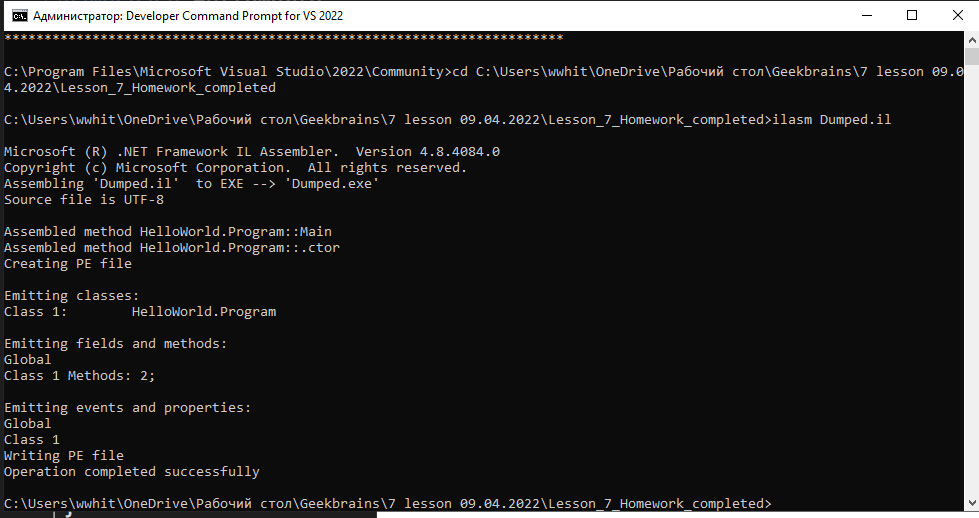 Администратор: Developer Command Prompt for VS 2022
**********************************************************************
C:\Program Files\Microsoft Visual Studio\2022\Community>cd C:\Users\wwhit\OneDrive\Рабочий стол\Geekbrains\7 lesson 09.0
4.2022\Lesson_7_Homework_completed
C:\Users\wwhit\OneDrive\Рабочий стол\Geekbrains\7 lesson 09.04.2022\Lesson_7_Homework_completed>ilasm Dumped.il
Microsoft (R) .NET Framework IL Assembler.  Version 4.8.4084.0
Copyright (c) Microsoft Corporation.  All rights reserved.
Assembling 'Dumped.il'  to EXE --> 'Dumped.exe'
Source file is UTF-8
Assembled method HelloWorld.Program::Main
Assembled method HelloWorld.Program::.ctor
Creating PE file
Emitting classes:
Class 1:        HelloWorld.Program
Emitting fields and methods:
Global
Class 1 Methods: 2;
Emitting events and properties:
Global
Class 1
Writing PE file
Operation completed successfully
C:\Users\wwhit\OneDrive\Рабочий стол\Geekbrains\7 lesson 09.04.2022\Lesson_7_Homework_completed>